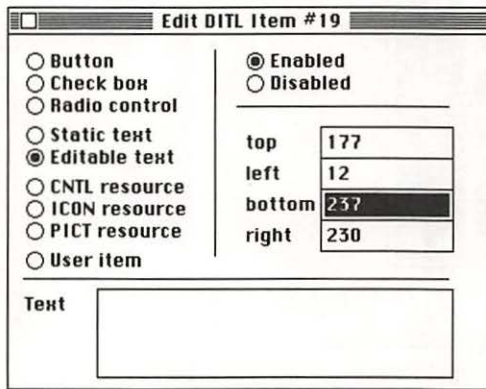 Edit DITL Item #19
Button
Check box
Radio control
Static text
Editable text
CNTL resource
ICON resource
PICT resource
User item
Enabled
Disabled
top 177
left 12
bottom 237
right 230
Text